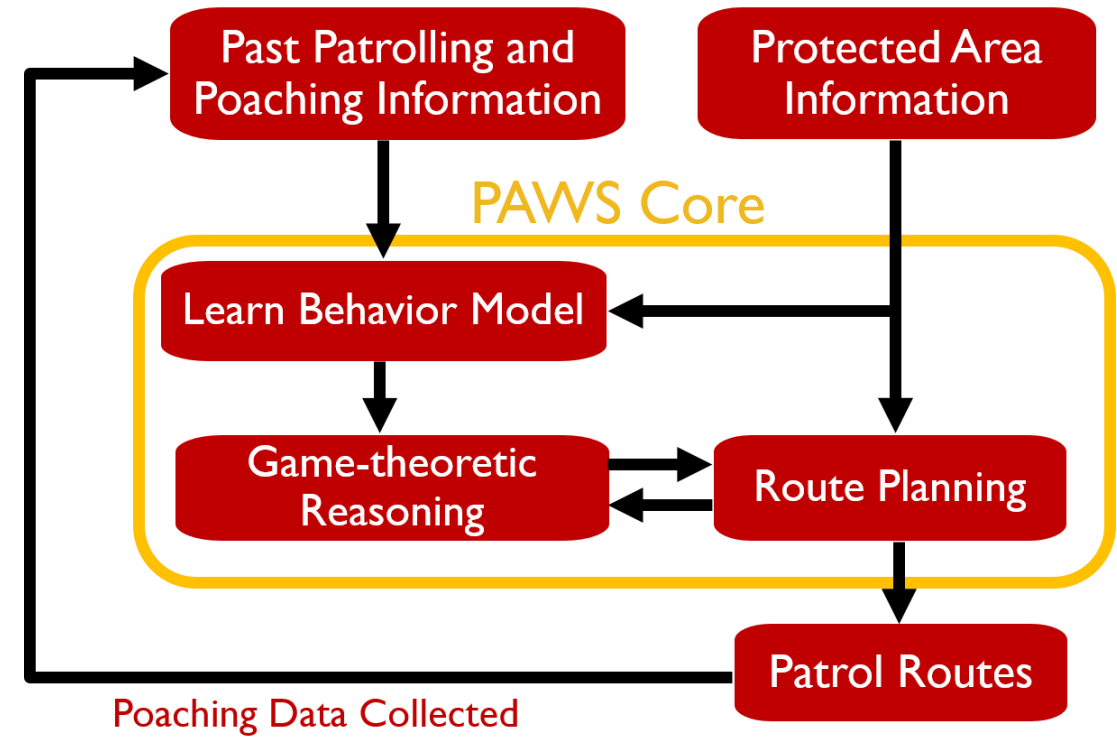 Past Patrolling and
Poaching Information
Protected Area
Information
PAWS Core
Learn Behavior Model
Game-theoretic
Reasoning
Route Planning
Patrol Routes
Poaching Data Collected